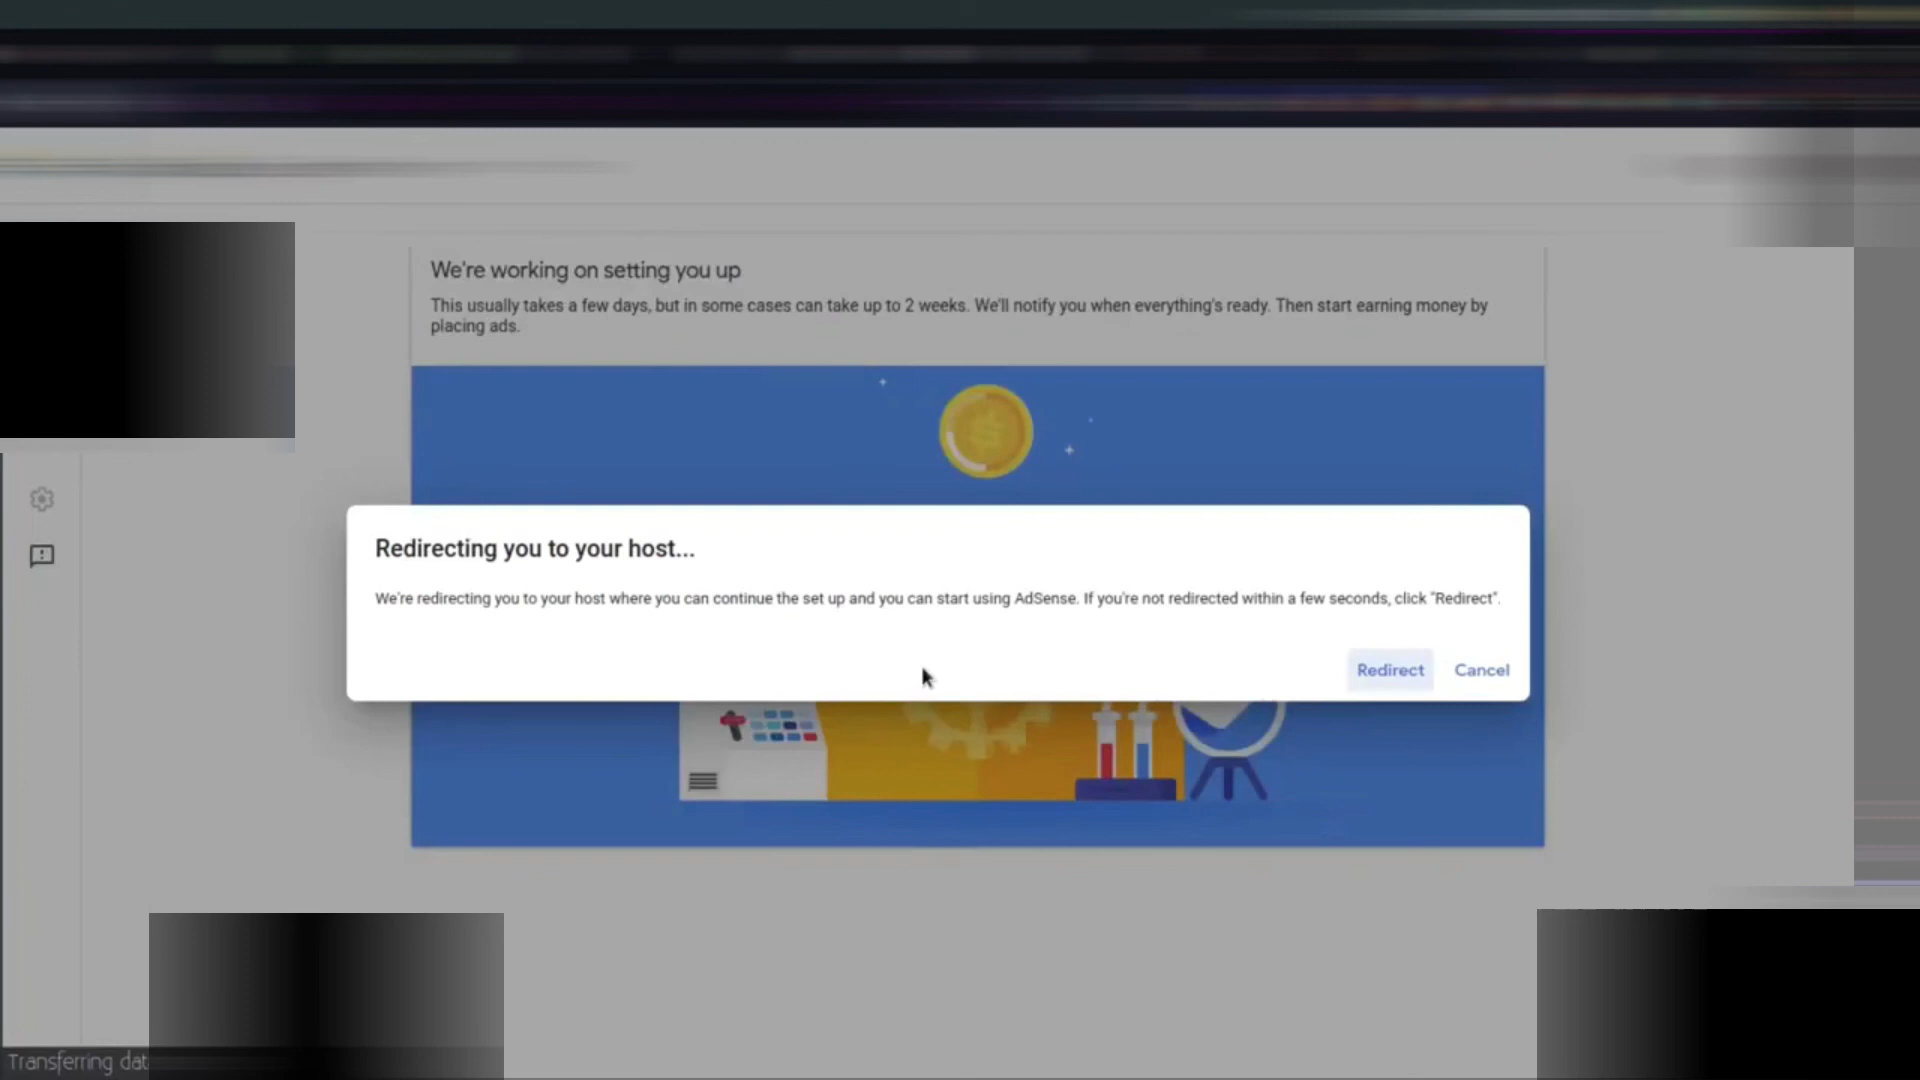 We're working on setting you up
This usually takes a few days, but in some cases can take up to 2 weeks. We'll notify you when everything's ready. Then start earning money by
placing ads.
Redirecting you to your host...
We're redirecting you to your host where you can continue the set up and you can start using AdSense. If you're not redirected within a few seconds, click "Redirect".
Redirect Cancel
Transferring dat